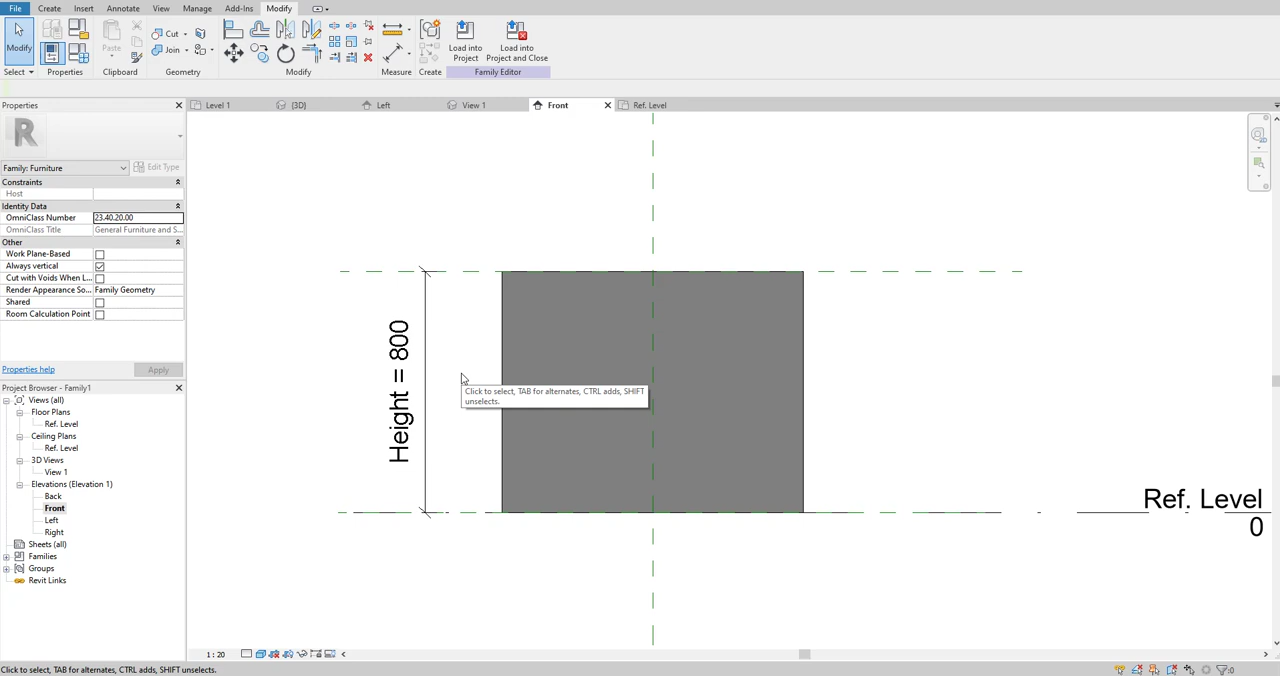 File Create Insert Annotate View Manage Add-Ins Modify
Modify
Paste
Cut
Join
Load into
Project
Load into
Project and Close
Select Properties Clipboard Geometry Modify Measure Create Family Editor
Properties
Level 1 {3D} Left View 1 Front Ref. Level
R
Family: Furniture Edit Type
Constraints
Host
Identity Data
OmniClass Number 23.40.20.00
OmniClass Title General Furniture and S...
Other
Work Plane-Based
Always vertical
Cut with Voids When L...
Render Appearance So... Family Geometry
Shared
Room Calculation Point
Properties help Apply
Project Browser - Family1
Views (all)
Floor Plans
Ref. Level
Ceiling Plans
Ref. Level
3D Views
View 1
Elevations (Elevation 1)
Back
Front
Left
Right
Sheets (all)
Families
Groups
Revit Links
Height = 800
Click to select, TAB for alternates, CTRL adds, SHIFT
unselects.
Ref. Level
0
1 : 20
Click to select, TAB for alternates, CTRL adds, SHIFT unselects.
:0